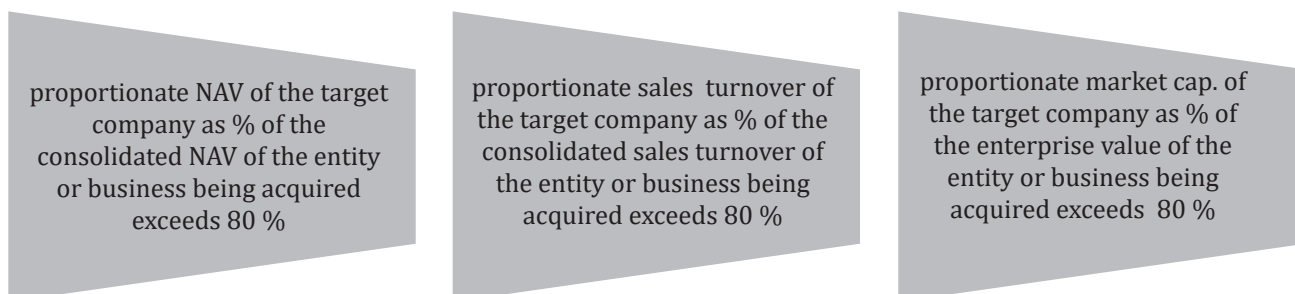 proportionate NAV of the target
company as % of the
consolidated NAV of the entity
or business being acquired
exceeds 80 %
proportionate sales turnover of
the target company as % of the
consolidated sales turnover of
the entity or business being
acquired exceeds 80 %
proportionate market cap. of
the target company as % of
the enterprise value of the
entity or business being
acquired exceeds 80 %